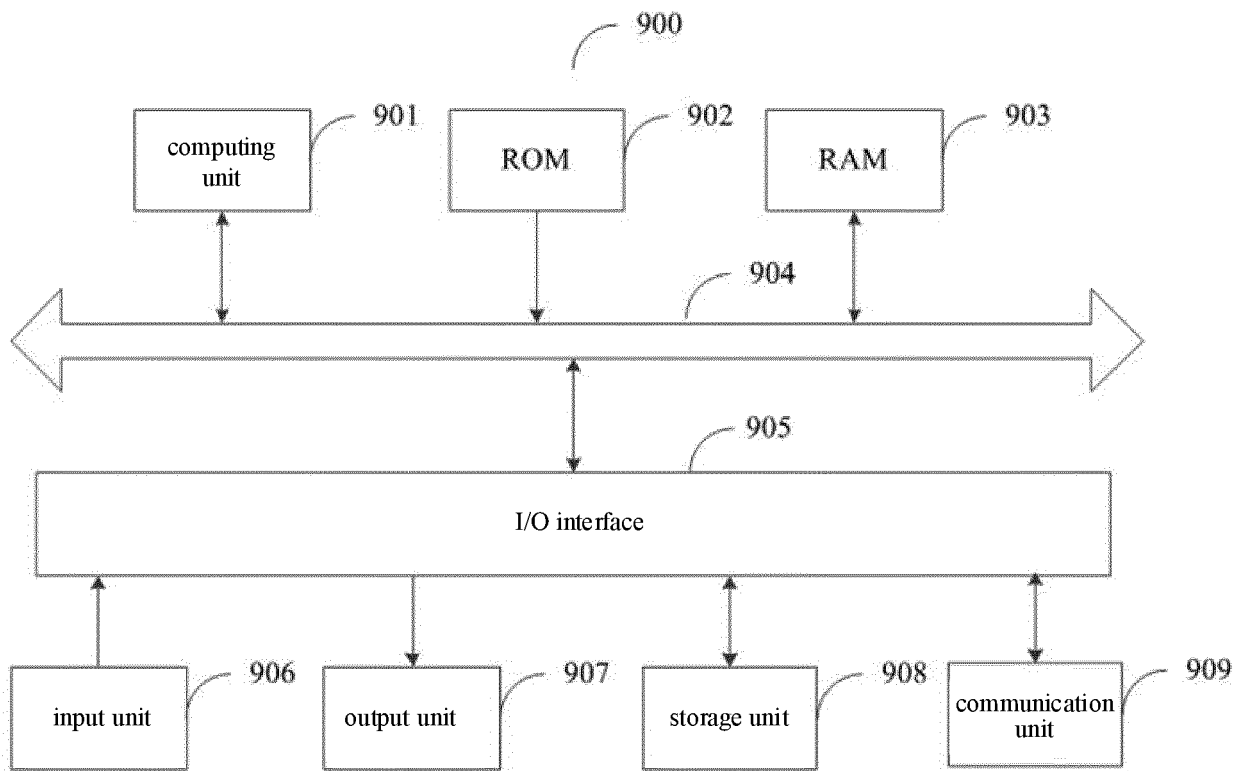 900
901
902
903
computing
unit
ROM
RAM
904
905
I/O interface
906
907
908
909
input unit
output unit
storage unit
communication
unit